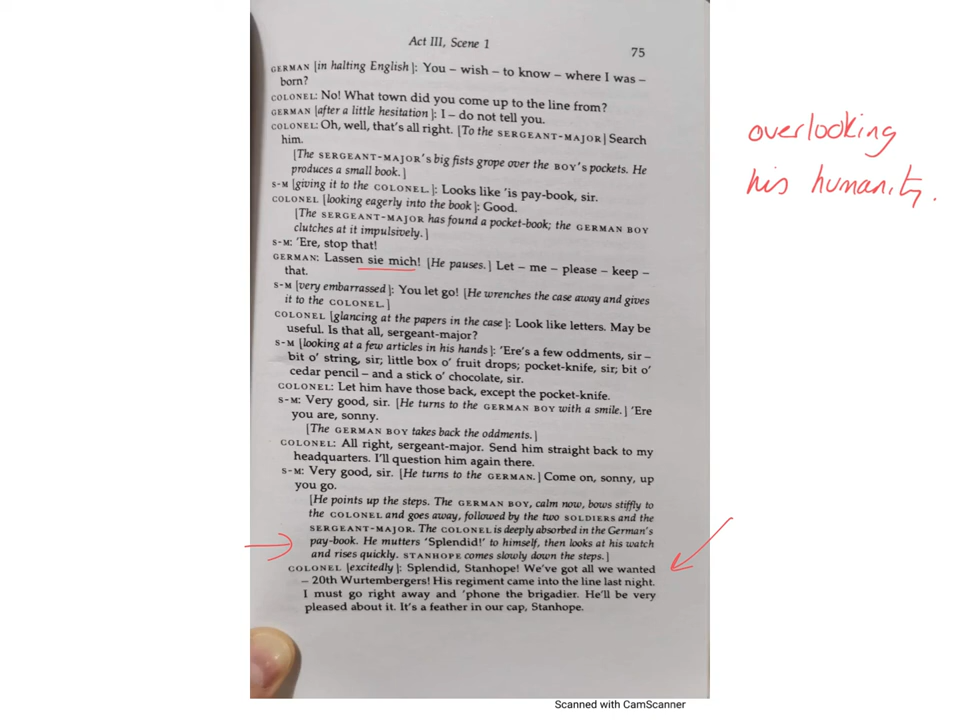 Act III, Scene 1
75
GERMAN [in halting English]: You – wish – to know – where I was –
born?
COLONEL: No! What town did you come up to the line from?
GERMAN [after a little hesitation]: I – do not tell you.
COLONEL: Oh, well, that's all right. [To the SERGEANT-MAJOR] Search
him.
[The SERGEANT-MAJOR's big fists grope over the BOY's pockets. He
produces a small book.]
S-M [giving it to the COLONEL]: Looks like 'is pay-book, sir.
COLONEL [looking eagerly into the book]: Good.
[The SERGEANT-MAJOR has found a pocket-book; the GERMAN BOY
clutches at it impulsively.]
S-M: 'Ere, stop that!
GERMAN: Lassen sie mich! [He pauses.] Let – me – please – keep –
that.
S-M [very embarrassed]: You let go! [He wrenches the case away and gives
it to the COLONEL.]
COLONEL [glancing at the papers in the case]: Look like letters. May be
useful. Is that all, sergeant-major?
S-M [looking at a few articles in his hands]: 'Ere's a few oddments, sir –
bit o' string, sir; little box o' fruit drops; pocket-knife, sir; bit o'
cedar pencil – and a stick o' chocolate, sir.
COLONEL: Let him have those back, except the pocket-knife.
S-M: Very good, sir. [He turns to the GERMAN BOY with a smile.] 'Ere
you are, sonny.
[The GERMAN BOY takes back the oddments.]
COLONEL: All right, sergeant-major. Send him straight back to my
headquarters. I'll question him again there.
S-M: Very good, sir. [He turns to the GERMAN.] Come on, sonny, up
you go.
[He points up the steps. The GERMAN BOY, calm now, bows stiffly to
the COLONEL and goes away, followed by the two SOLDIERS and the
SERGEANT-MAJOR. The COLONEL is deeply absorbed in the German's
pay-book. He mutters 'Splendid!' to himself, then looks at his watch
and rises quickly. STANHOPE comes slowly down the steps.]
COLONEL [excitedly]: Splendid, Stanhope! We've got all we wanted
– 20th Wurtembergers! His regiment came into the line last night.
I must go right away and 'phone the brigadier. He'll be very
pleased about it. It's a feather in our cap, Stanhope.
overlooking
his humanity.
Scanned with CamScanner